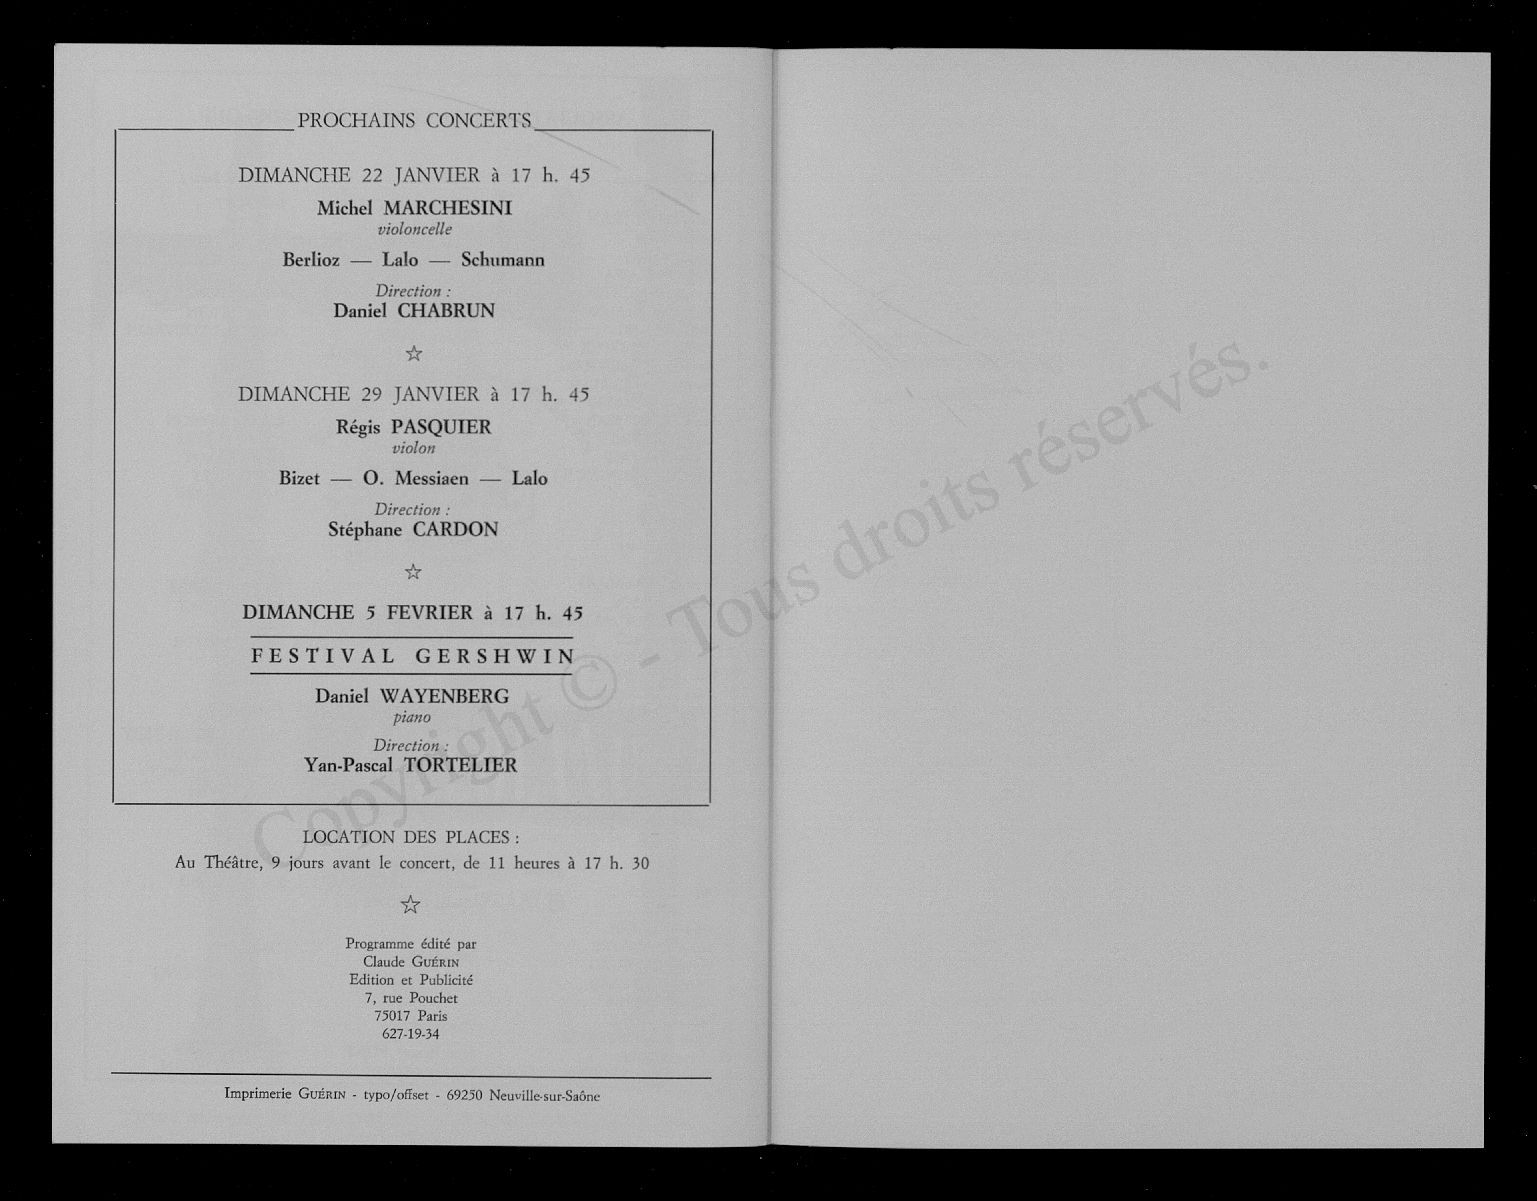 PROCHAINS CONCERTS
DIMANCHE 22 JANVIER à 17 h. 45
Michel MARCHESINI
violoncelle
Berlioz — Lalo — Schumann
Direction :
Daniel CHABRUN
☆
DIMANCHE 29 JANVIER à 17 h. 45
Régis PASQUIER
violon
Bizet — O. Messiaen — Lalo
Direction :
Stéphane CARDON
☆
DIMANCHE 5 FEVRIER à 17 h. 45
FESTIVAL GERSHWIN
Daniel WAYENBERG
piano
Direction :
Yan-Pascal TORTELIER
LOCATION DES PLACES :
Au Théâtre, 9 jours avant le concert, de 11 heures à 17 h. 30
☆
Programme édité par
Claude GUÉRIN
Edition et Publicité
7, rue Pouchet
75017 Paris
627-19-34
Imprimerie GUÉRIN - typo/offset - 69250 Neuville-sur-Saône
Copyright © - Tous droits réservés.